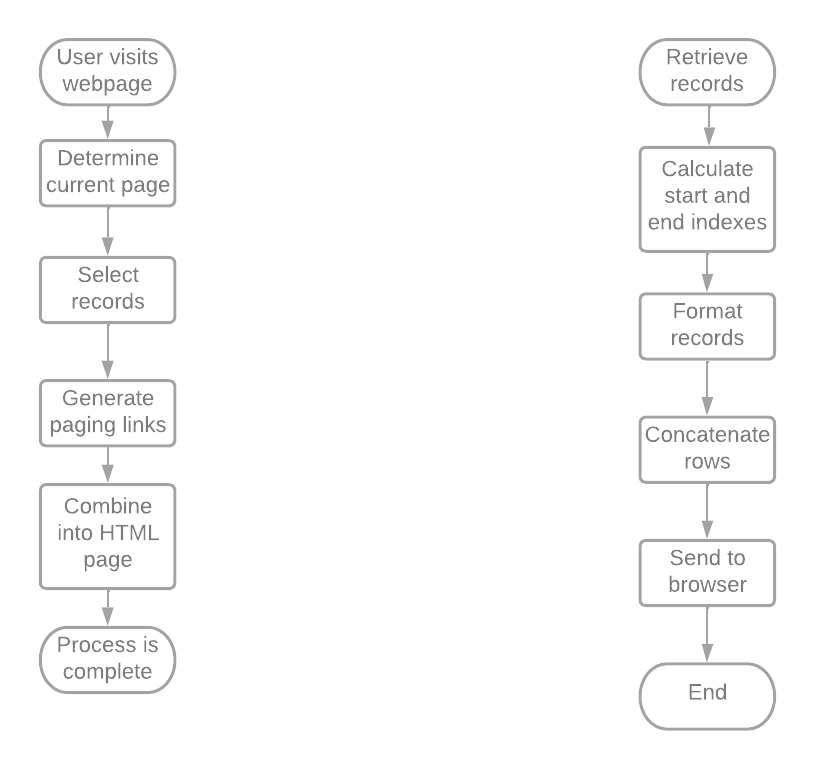 User visits
webpage
Determine
current page
Select
records
Generate
paging links
Combine
into HTML
page
Process is
complete
Retrieve
records
Calculate
start and
end indexes
Format
records
Concatenate
rows
Send to
browser
End